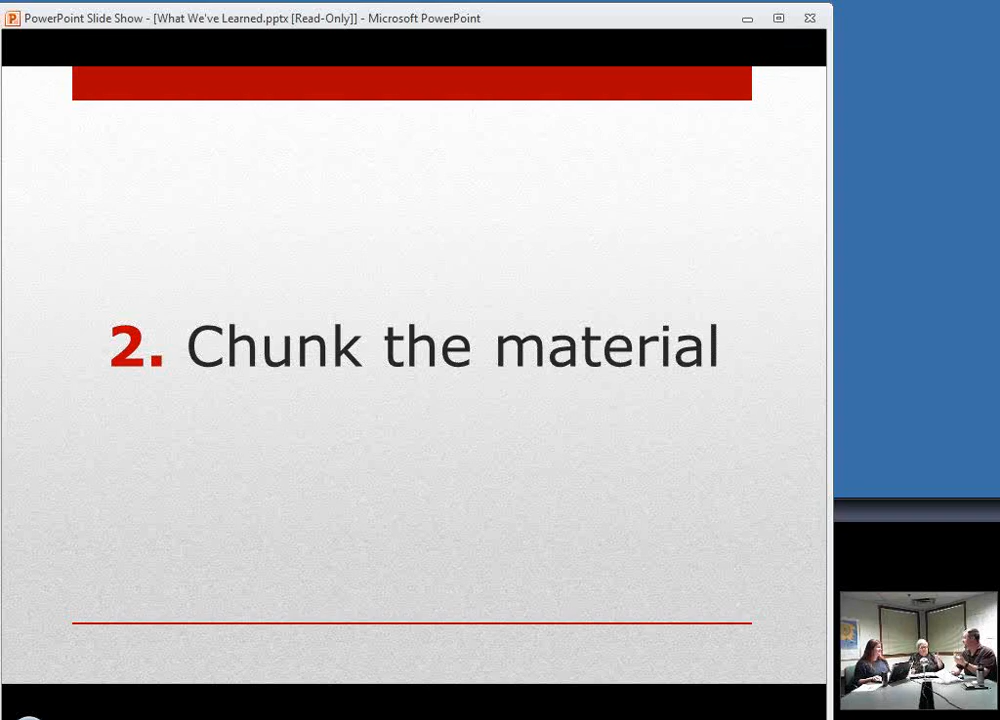 PowerPoint Slide Show - [What We've Learned.pptx [Read-Only]] - Microsoft PowerPoint
2. Chunk the material